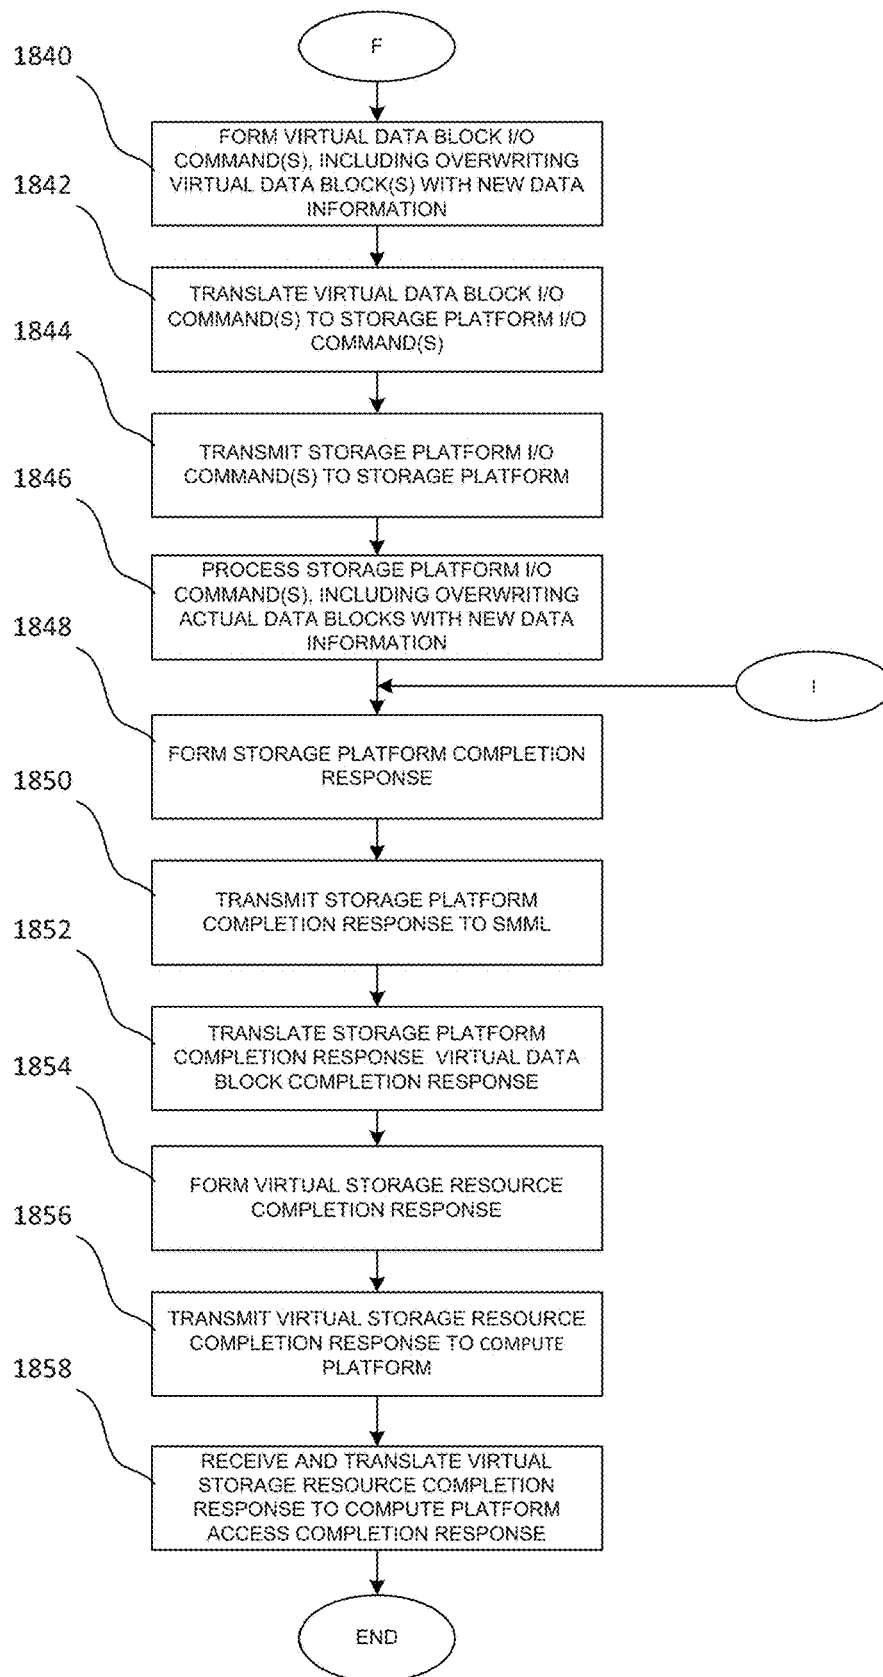 F
1840
FORM VIRTUAL DATA BLOCK I/O
COMMAND(S), INCLUDING OVERWRITING
VIRTUAL DATA BLOCK(S) WITH NEW DATA
INFORMATION
1842
TRANSLATE VIRTUAL DATA BLOCK I/O
COMMAND(S) TO STORAGE PLATFORM I/O
COMMAND(S)
1844
TRANSMIT STORAGE PLATFORM I/O
COMMAND(S) TO STORAGE PLATFORM
1846
PROCESS STORAGE PLATFORM I/O
COMMAND(S), INCLUDING OVERWRITING
ACTUAL DATA BLOCKS WITH NEW DATA
INFORMATION
I
1848
FORM STORAGE PLATFORM COMPLETION
RESPONSE
1850
TRANSMIT STORAGE PLATFORM
COMPLETION RESPONSE TO SMML
1852
TRANSLATE STORAGE PLATFORM
COMPLETION RESPONSE VIRTUAL DATA
BLOCK COMPLETION RESPONSE
1854
FORM VIRTUAL STORAGE RESOURCE
COMPLETION RESPONSE
1856
TRANSMIT VIRTUAL STORAGE RESOURCE
COMPLETION RESPONSE TO COMPUTE
PLATFORM
1858
RECEIVE AND TRANSLATE VIRTUAL
STORAGE RESOURCE COMPLETION
RESPONSE TO COMPUTE PLATFORM
ACCESS COMPLETION RESPONSE
END